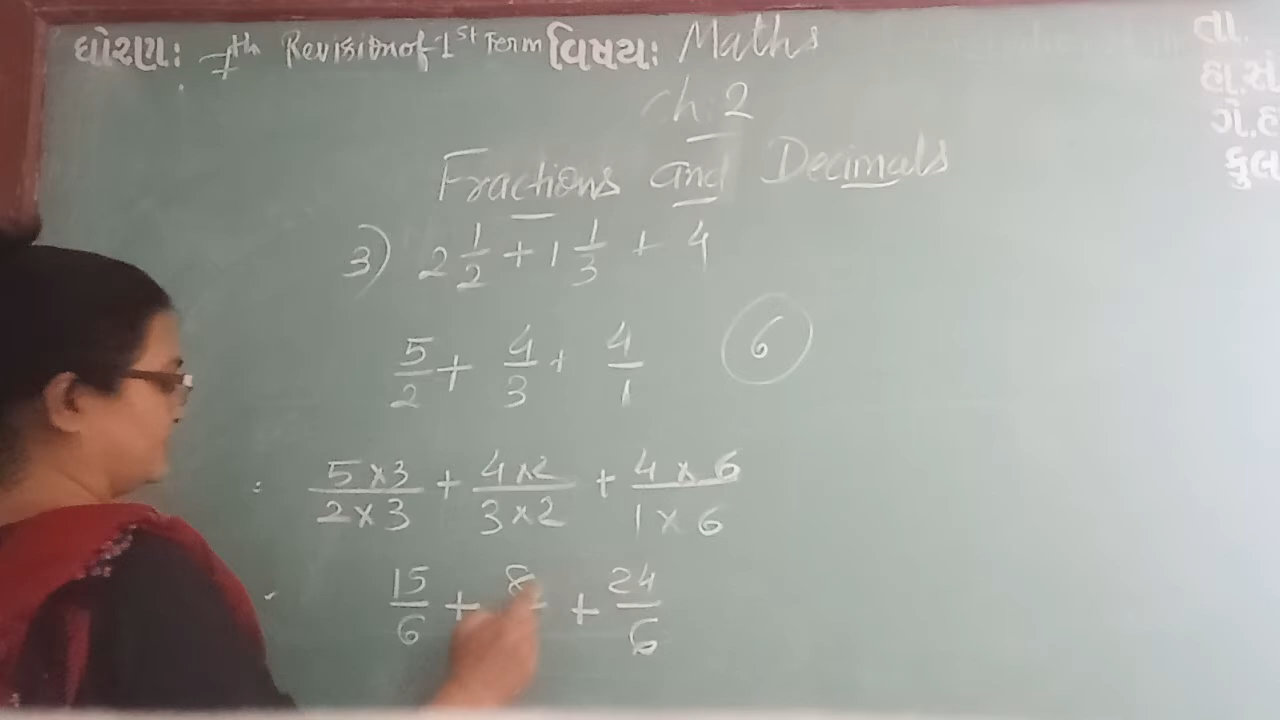 ધોરણ: 7th Revision of 1st Term વિષય: Maths
Ch: 2
Fractions and Decimals
3) 2 1/2 + 1 1/3 + 4
5/2 + 4/3 + 4/1 6
= 5×3/2×3 + 4×2/3×2 + 4×6/1×6
15/6 + 8/ + 24/6
તા.
હા.સં
ગે.હ
કુલ